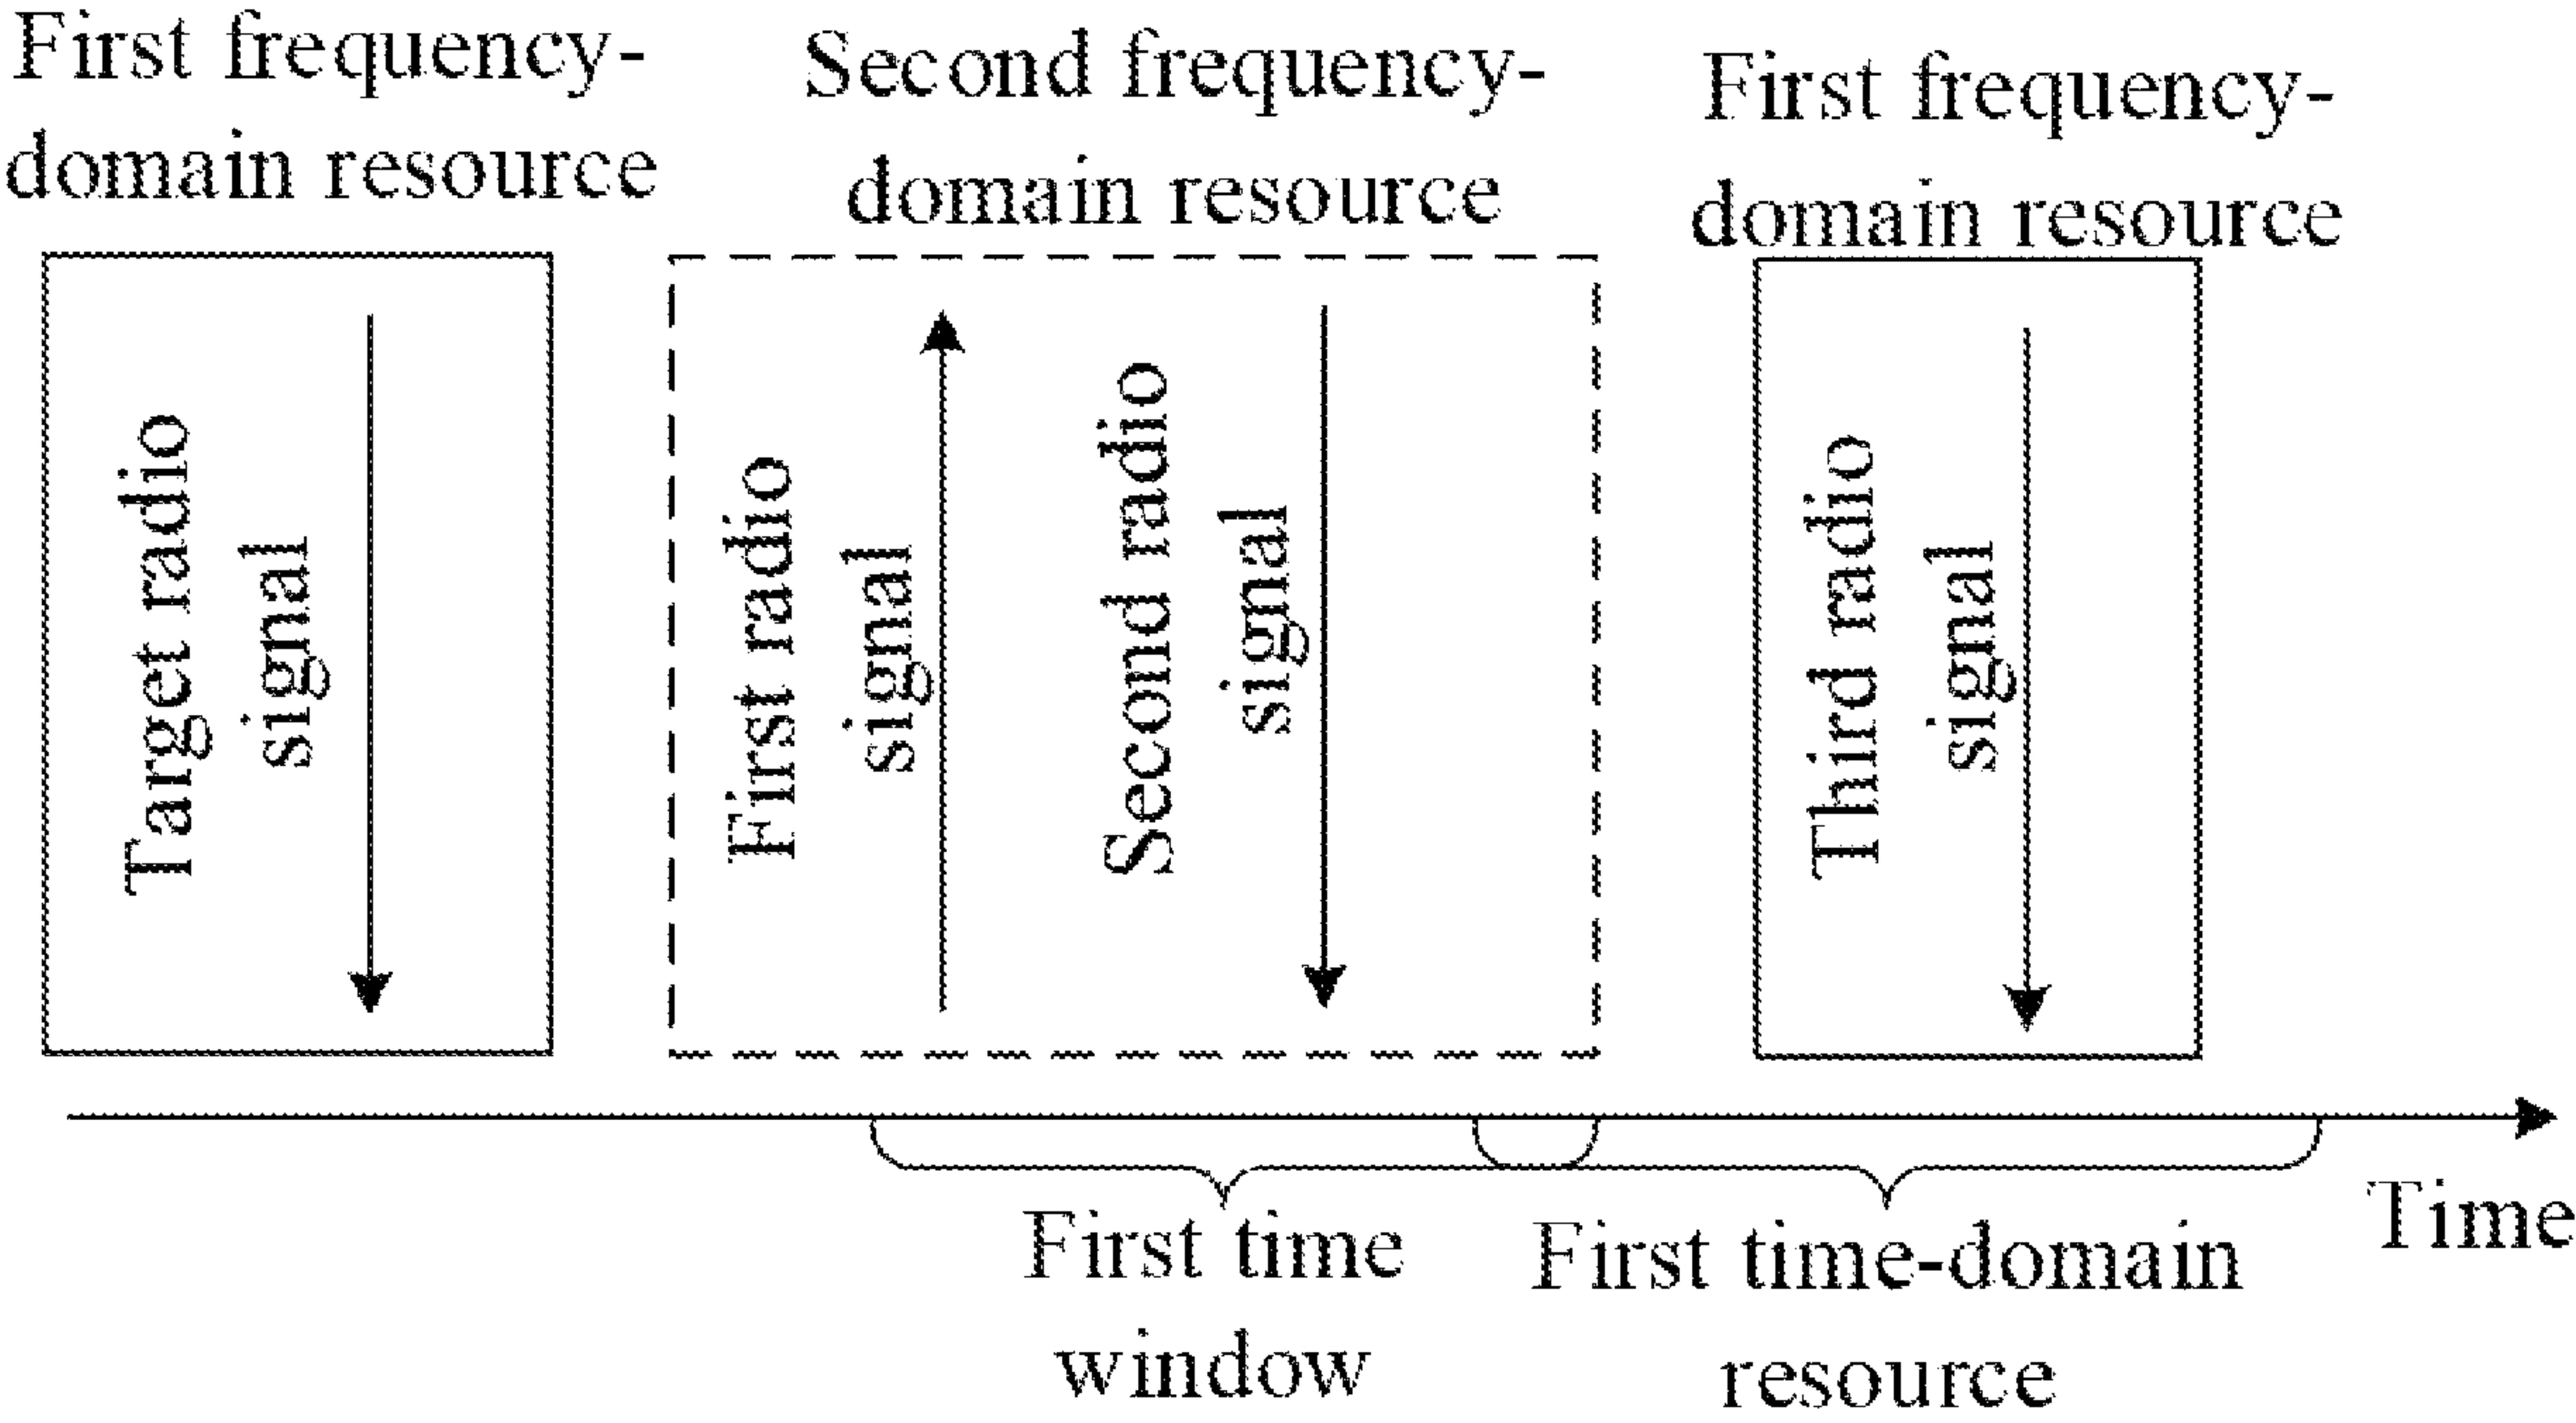 First frequency-
domain resource
Second frequency-
domain resource
First frequency-
domain resource
Target radio
signal
First radio
signal
Second radio
signal
Third radio
signal
Time
First time
window
First time-domain
resource